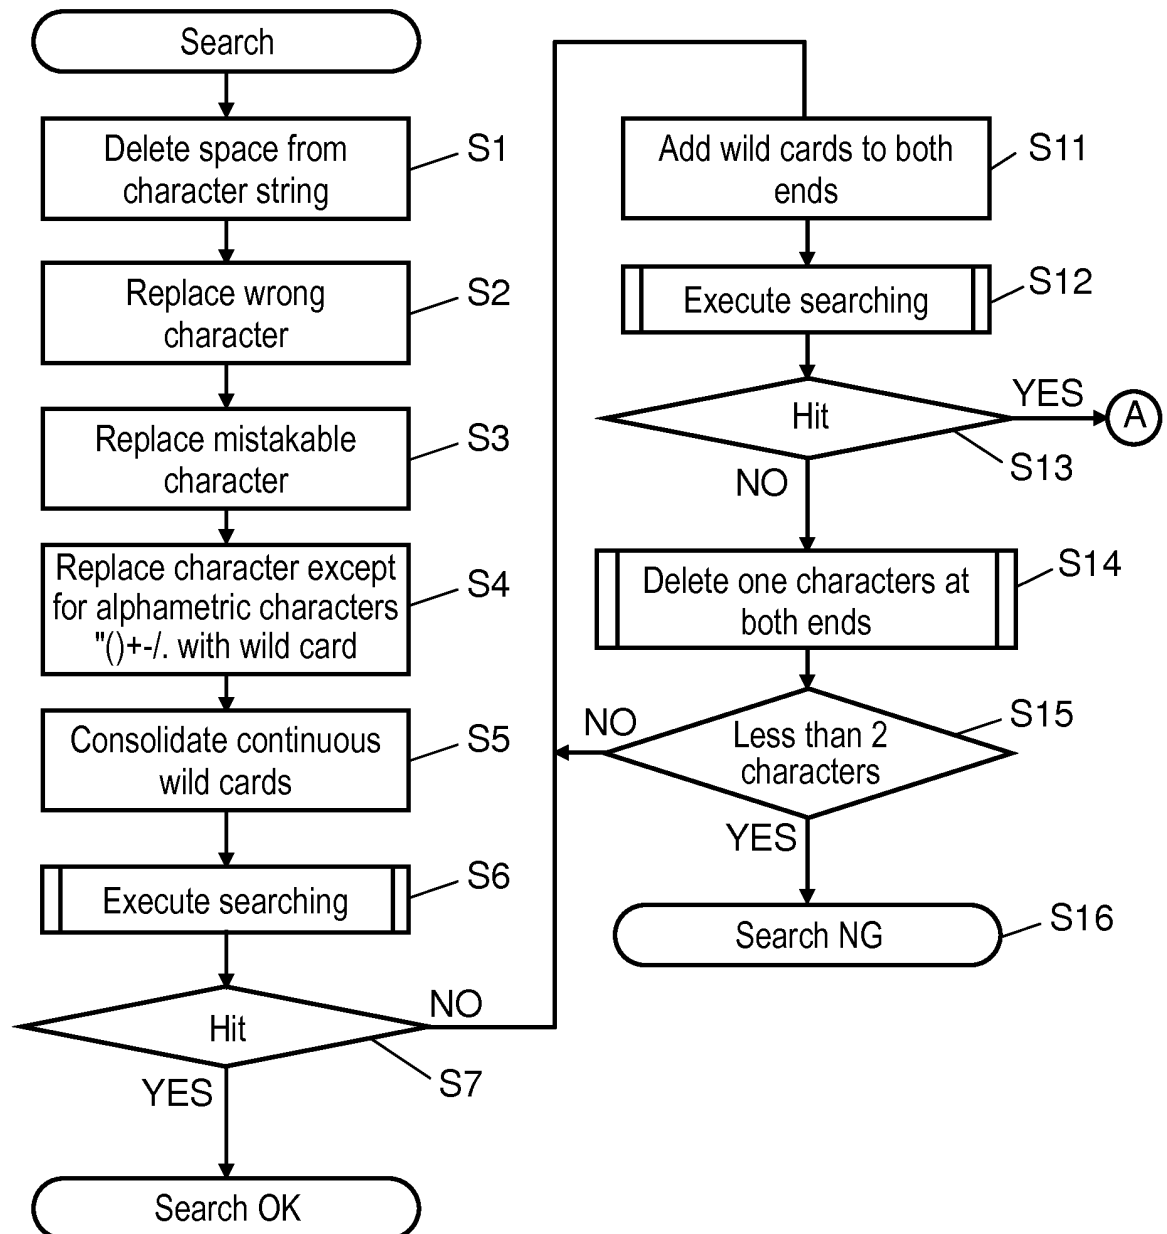 Search
Delete space from
character string
S1
Replace wrong
character
S2
Replace mistakable
character
S3
Replace character except
for alphametric characters
"()+-/. with wild card
S4
Consolidate continuous
wild cards
S5
Execute searching
S6
Hit
NO
S7
YES
Search OK
Add wild cards to both
ends
S11
Execute searching
S12
Hit
YES
A
S13
NO
Delete one characters at
both ends
S14
Less than 2
characters
S15
NO
YES
Search NG
S16